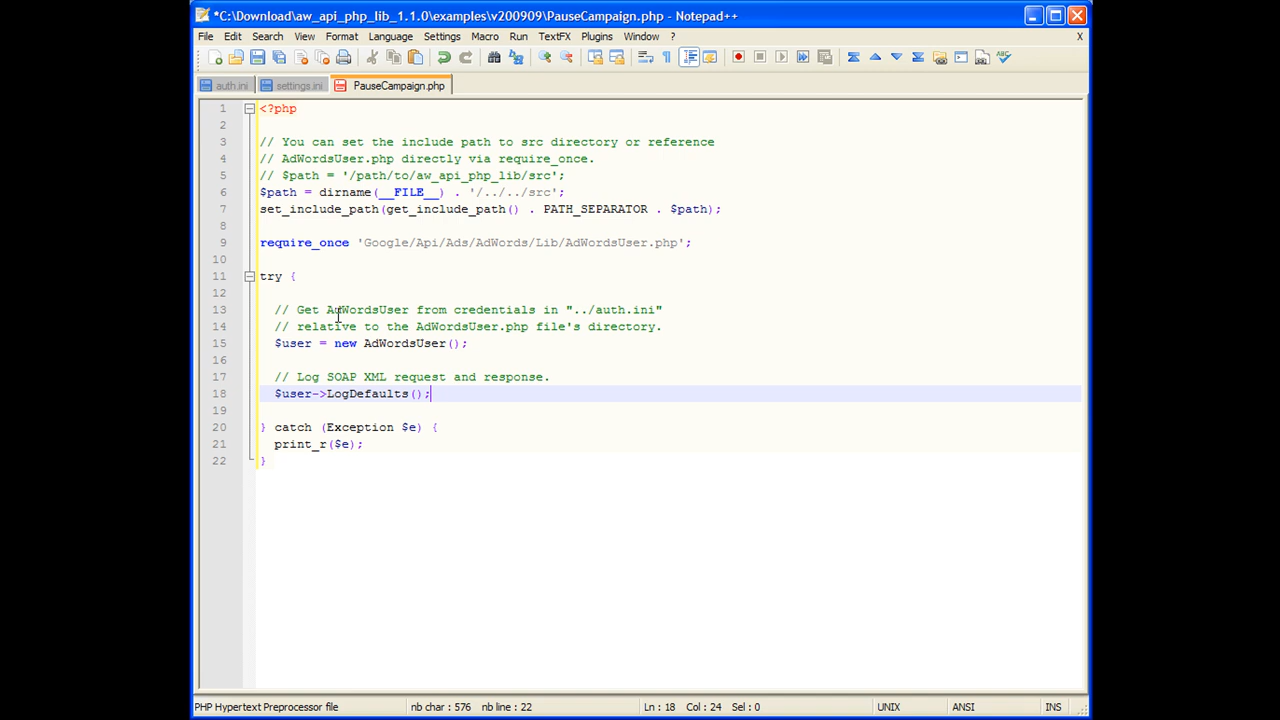 *C:\Download\aw_api_php_lib_1.1.0\examples\v200909\PauseCampaign.php - Notepad++
File Edit Search View Format Language Settings Macro Run TextFX Plugins Window ? X
auth.ini settings.ini PauseCampaign.php
1 <?php
2
3 // You can set the include path to src directory or reference
4 // AdWordsUser.php directly via require_once.
5 // $path = '/path/to/aw_api_php_lib/src';
6 $path = dirname(__FILE__) . '/../../src';
7 set_include_path(get_include_path() . PATH_SEPARATOR . $path);
8
9 require_once 'Google/Api/Ads/AdWords/Lib/AdWordsUser.php';
10
11 try {
12
13 // Get AdWordsUser from credentials in "../auth.ini"
14 // relative to the AdWordsUser.php file's directory.
15 $user = new AdWordsUser();
16
17 // Log SOAP XML request and response.
18 $user->LogDefaults();
19
20 } catch (Exception $e) {
21 print_r($e);
22 }
PHP Hypertext Preprocessor file nb char : 576 nb line : 22 Ln : 18 Col : 24 Sel : 0 UNIX ANSI INS